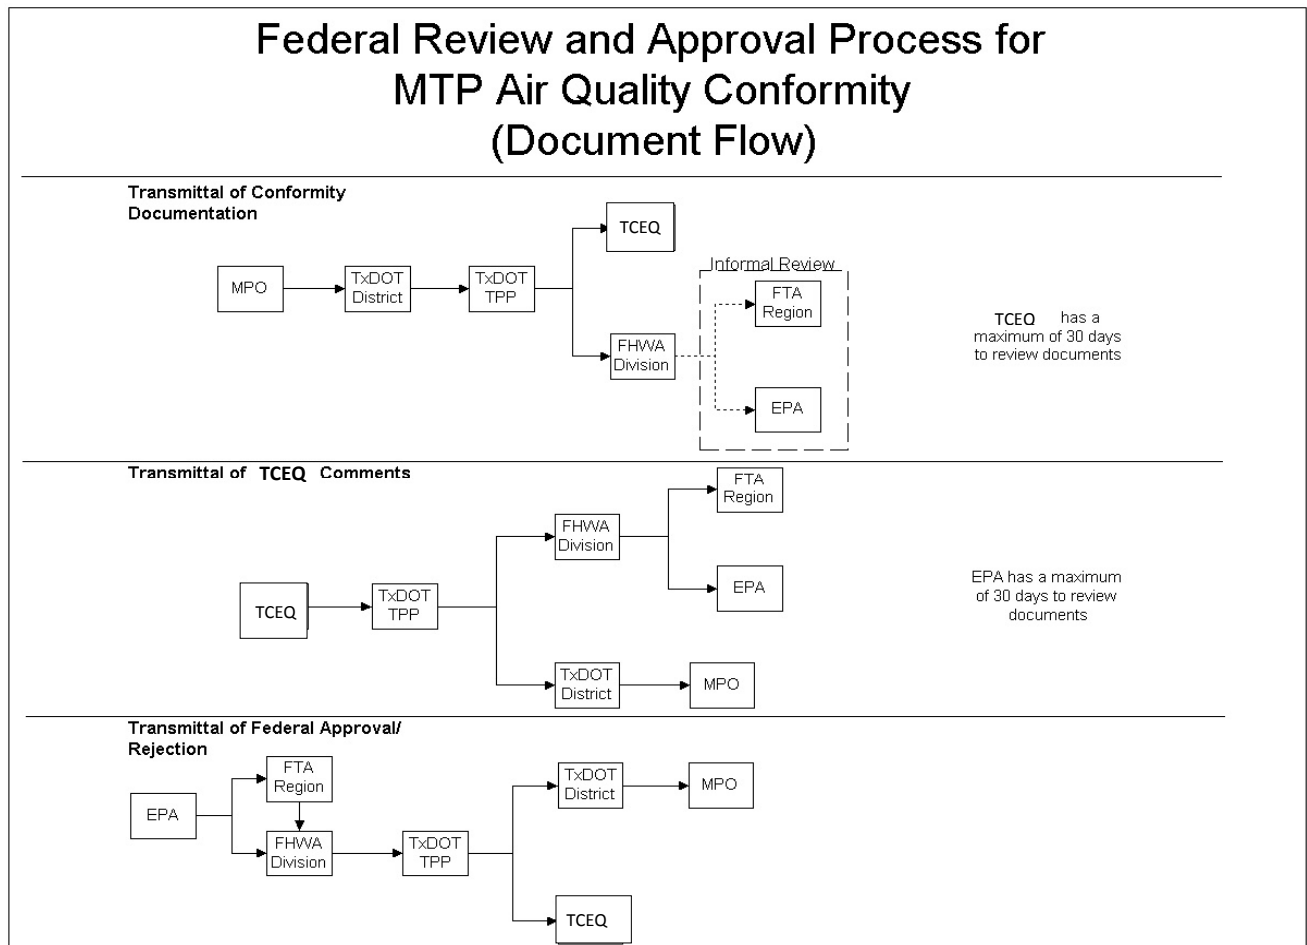 Federal Review and Approval Process for
MTP Air Quality Conformity
(Document Flow)
Transmittal of Conformity
Documentation
MPO
TxDOT
District
TxDOT
TPP
TCEQ
FHWA
Division
Informal Review
FTA
Region
EPA
TCEQ has a
maximum of 30 days
to review documents
Transmittal of TCEQ Comments
TCEQ
TxDOT
TPP
FHWA
Division
FTA
Region
EPA
TxDOT
District
MPO
EPA has a maximum
of 30 days to review
documents
Transmittal of Federal Approval/
Rejection
EPA
FTA
Region
FHWA
Division
TxDOT
TPP
TxDOT
District
MPO
TCEQ